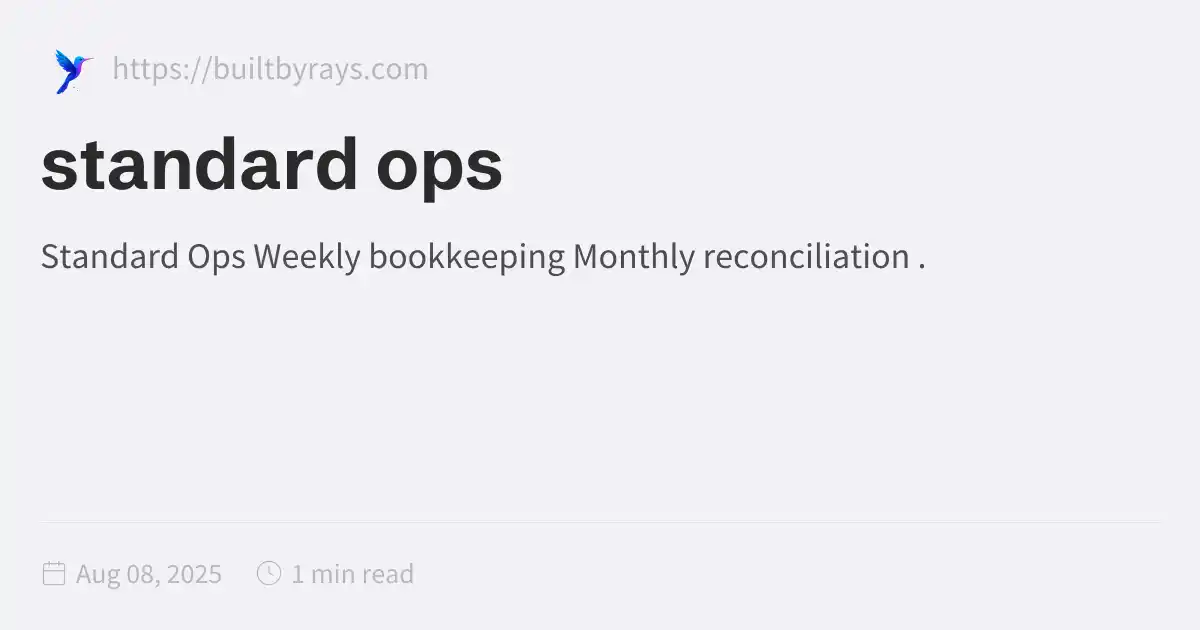 https://builtbyrays.com
standard ops
Standard Ops Weekly bookkeeping Monthly reconciliation .
Aug 08, 2025 1 min read